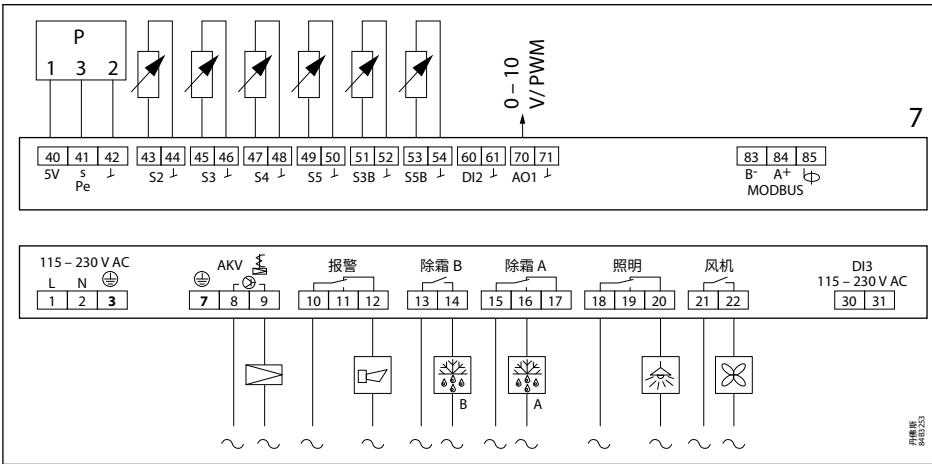 P
1 3 2
0 – 10
V/ PWM
7
40 41 42 43 44 45 46 47 48 49 50 51 52 53 54 60 61 70 71 83 84 85
5V s S2 S3 S4 S5 S3B S5B DI2 AO1 B- A+
Pe MODBUS
115 – 230 V AC AKV 报警 除霜 B 除霜 A 照明 风机 DI3
L N 115 – 230 V AC
1 2 3 7 8 9 10 11 12 13 14 15 16 17 18 19 20 21 22 30 31
B A
丹佛斯
84B3253